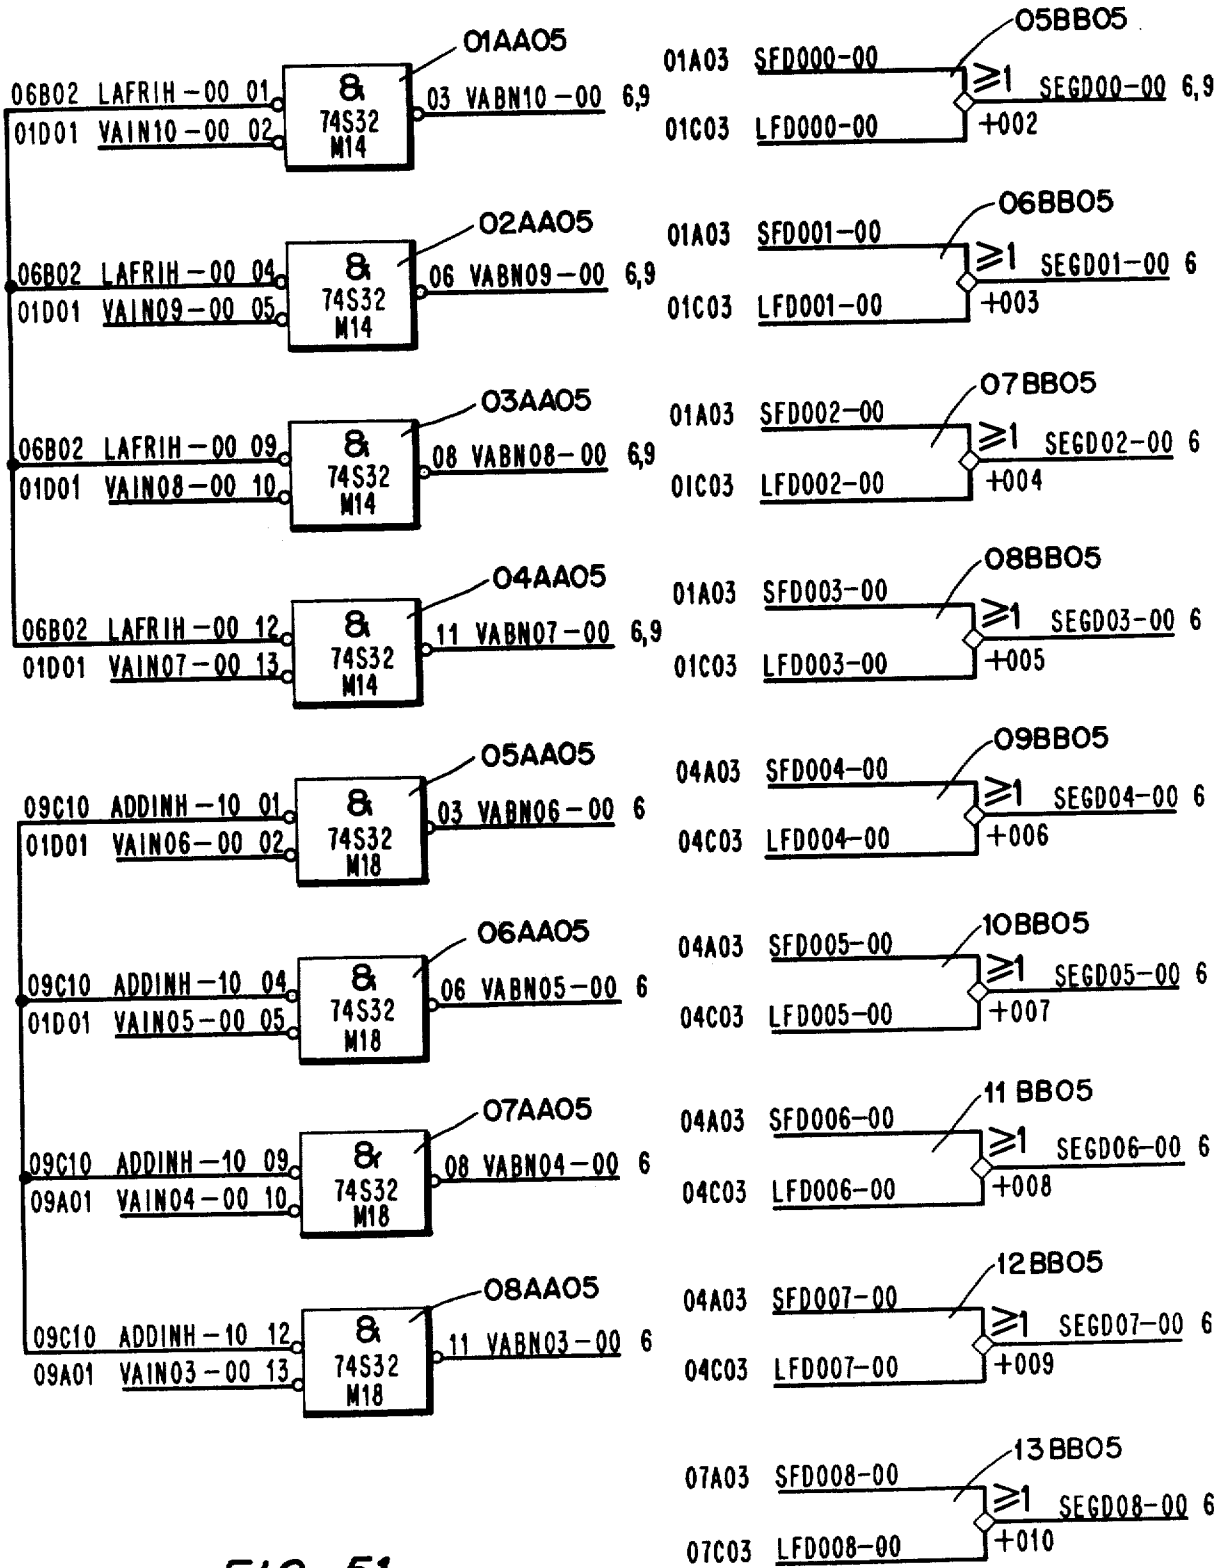 01AA05
06B02 LAFRIH-00 01
01D01 VAIN10-00 02
&
74S32
M14
03 VABN10-00 6,9
02AA05
06B02 LAFRIH-00 04
01D01 VAIN09-00 05
&
74S32
M14
06 VABN09-00 6,9
03AA05
06B02 LAFRIH-00 09
01D01 VAIN08-00 10
&
74S32
M14
08 VABN08-00 6,9
04AA05
06B02 LAFRIH-00 12
01D01 VAIN07-00 13
&
74S32
M14
11 VABN07-00 6,9
05AA05
09C10 ADDINH-10 01
01D01 VAIN06-00 02
&
74S32
M18
03 VABN06-00 6
06AA05
09C10 ADDINH-10 04
01D01 VAIN05-00 05
&
74S32
M18
06 VABN05-00 6
07AA05
09C10 ADDINH-10 09
09A01 VAIN04-00 10
&
74S32
M18
08 VABN04-00 6
08AA05
09C10 ADDINH-10 12
09A01 VAIN03-00 13
&
74S32
M18
11 VABN03-00 6
05BB05
01A03 SFD000-00
≥1 SEGD00-00 6,9
+002
01C03 LFD000-00
06BB05
01A03 SFD001-00
≥1 SEGD01-00 6
+003
01C03 LFD001-00
07BB05
01A03 SFD002-00
≥1 SEGD02-00 6
+004
01C03 LFD002-00
08BB05
01A03 SFD003-00
≥1 SEGD03-00 6
+005
01C03 LFD003-00
09BB05
04A03 SFD004-00
≥1 SEGD04-00 6
+006
04C03 LFD004-00
10BB05
04A03 SFD005-00
≥1 SEGD05-00 6
+007
04C03 LFD005-00
11BB05
04A03 SFD006-00
≥1 SEGD06-00 6
+008
04C03 LFD006-00
12BB05
04A03 SFD007-00
≥1 SEGD07-00 6
+009
04C03 LFD007-00
13BB05
07A03 SFD008-00
≥1 SEGD08-00 6
+010
07C03 LFD008-00
FIG. 51